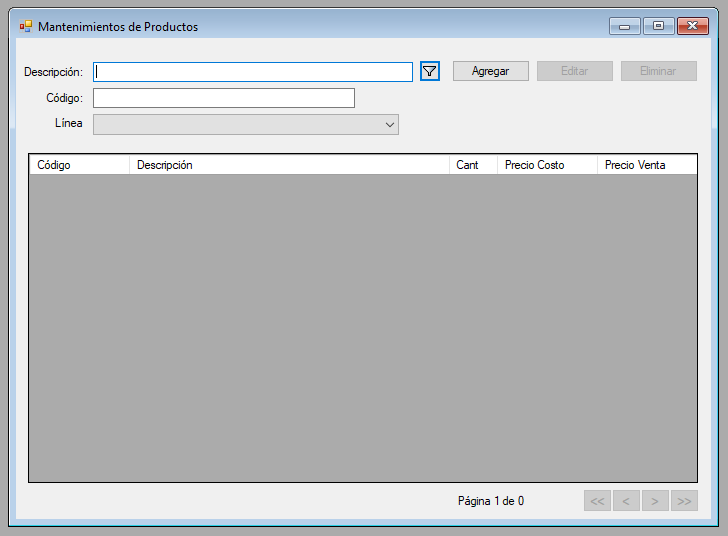 Mantenimientos de Productos
Descripción:
Agregar Editar Eliminar
Código:
Línea
Código Descripción Cant Precio Costo Precio Venta
Página 1 de 0 << < > >>